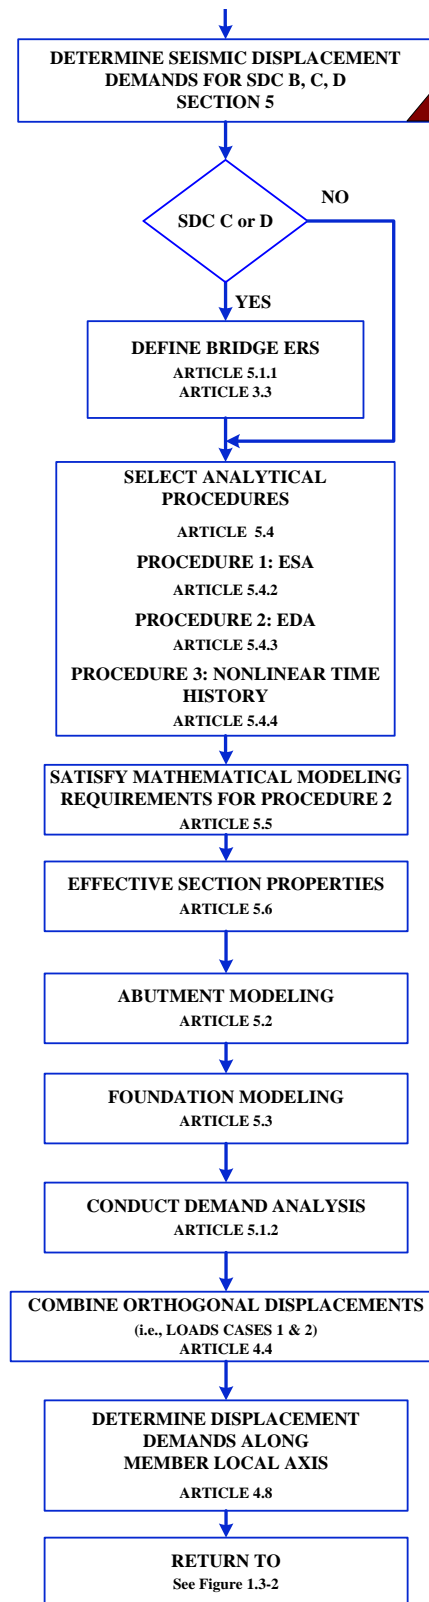 DETERMINE SEISMIC DISPLACEMENT
DEMANDS FOR SDC B, C, D
SECTION 5
NO
SDC C or D
YES
DEFINE BRIDGE ERS
ARTICLE 5.1.1
ARTICLE 3.3
SELECT ANALYTICAL
PROCEDURES
ARTICLE 5.4
PROCEDURE 1: ESA
ARTICLE 5.4.2
PROCEDURE 2: EDA
ARTICLE 5.4.3
PROCEDURE 3: NONLINEAR TIME
HISTORY
ARTICLE 5.4.4
SATISFY MATHEMATICAL MODELING
REQUIREMENTS FOR PROCEDURE 2
ARTICLE 5.5
EFFECTIVE SECTION PROPERTIES
ARTICLE 5.6
ABUTMENT MODELING
ARTICLE 5.2
FOUNDATION MODELING
ARTICLE 5.3
CONDUCT DEMAND ANALYSIS
ARTICLE 5.1.2
COMBINE ORTHOGONAL DISPLACEMENTS
(i.e., LOADS CASES 1 & 2)
ARTICLE 4.4
DETERMINE DISPLACEMENT
DEMANDS ALONG
MEMBER LOCAL AXIS
ARTICLE 4.8
RETURN TO
See Figure 1.3-2